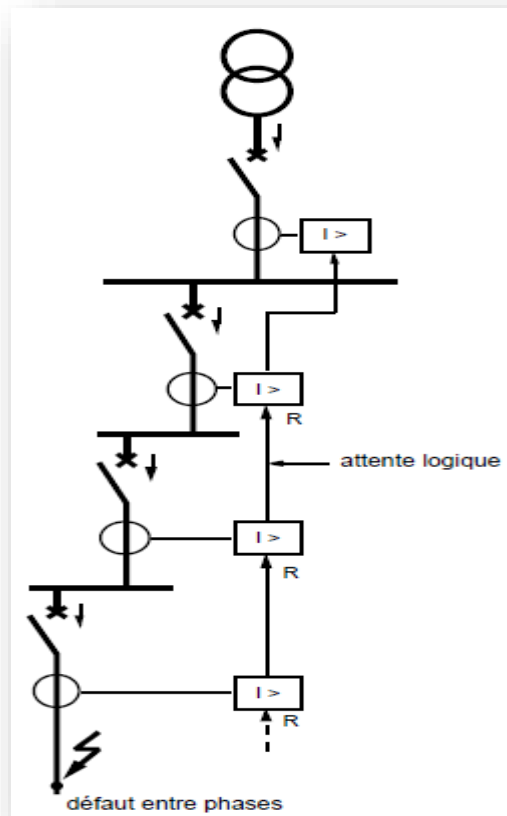 I >
I >
R
attente logique
I >
R
I >
R
défaut entre phases